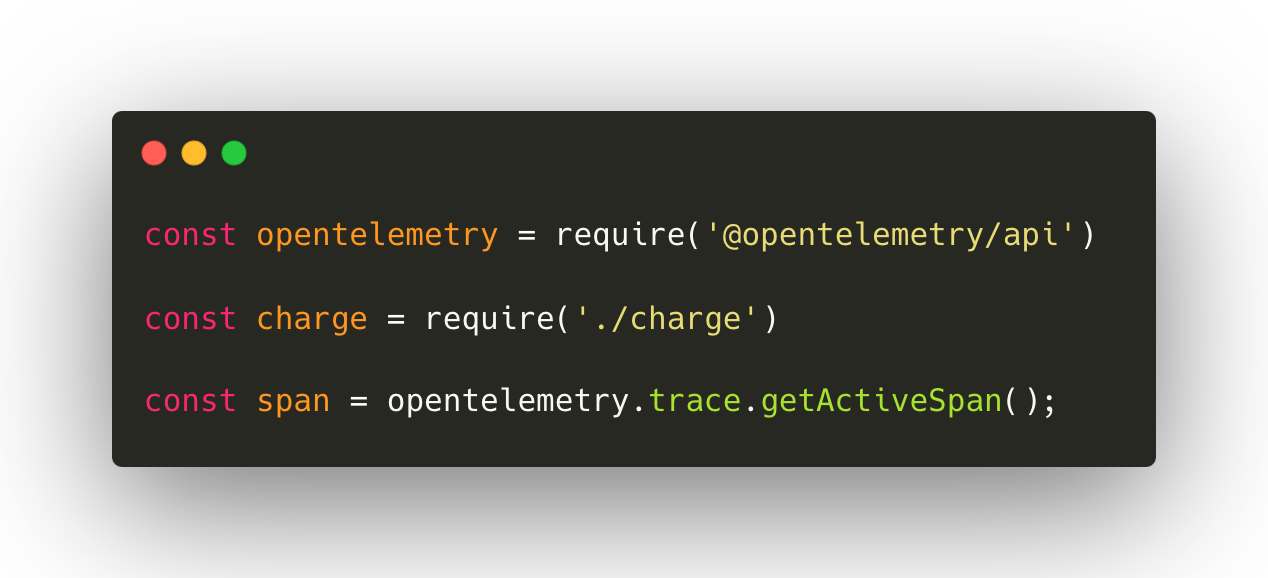 const opentelemetry = require('@opentelemetry/api')
const charge = require('./charge')
const span = opentelemetry.trace.getActiveSpan();